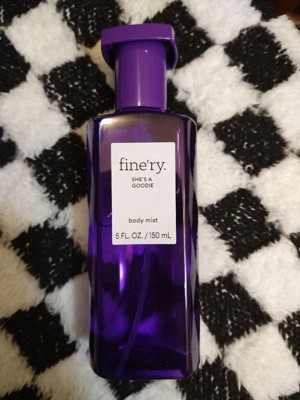 fine'ry.
SHE'S A
GOODIE
body mist
5 FL. OZ. / 150 mL